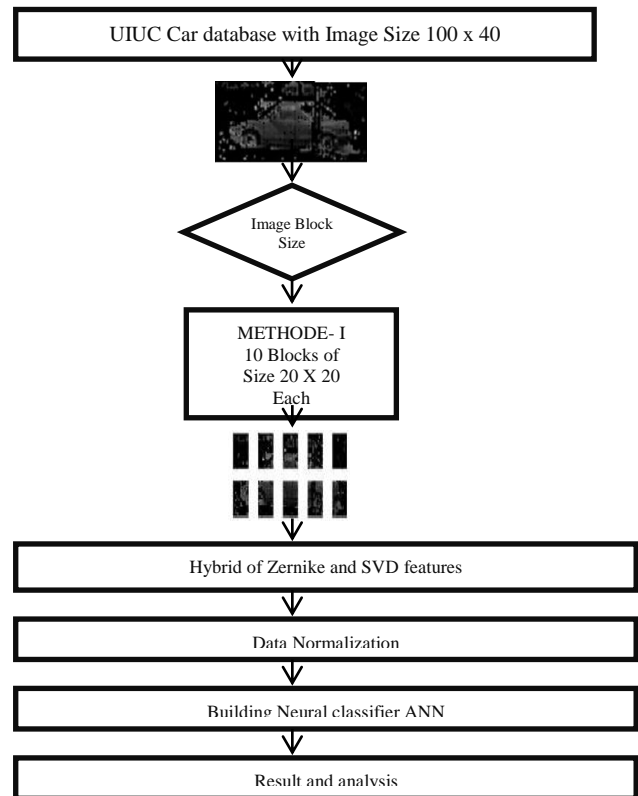 UIUC Car database with Image Size 100 x 40
Image Block
Size
METHODE- I
10 Blocks of
Size 20 X 20
Each
Hybrid of Zernike and SVD features
Data Normalization
Building Neural classifier ANN
Result and analysis